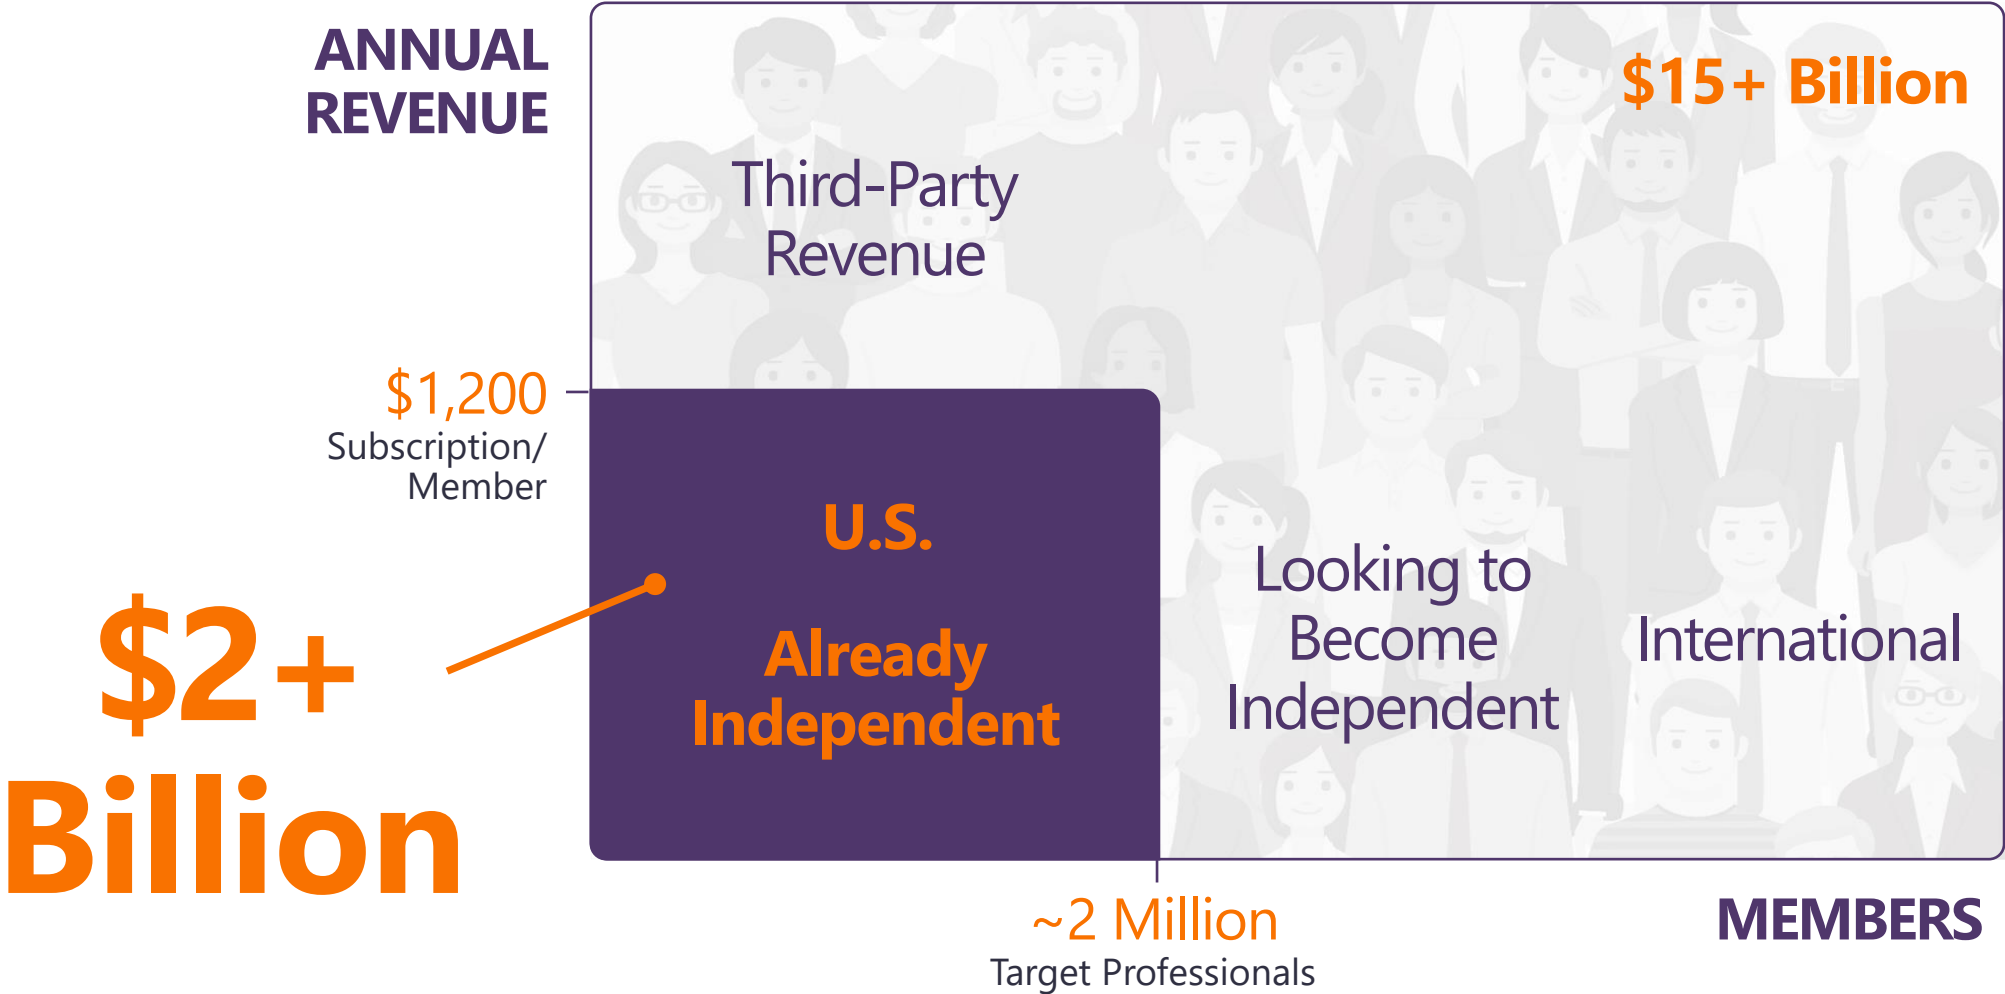 ANNUAL
REVENUE
$15+ Billion
Third-Party
Revenue
$1,200
Subscription/
Member
U.S.
Already
Independent
$2+
Billion
Looking to
Become
Independent
International
~2 Million
Target Professionals
MEMBERS